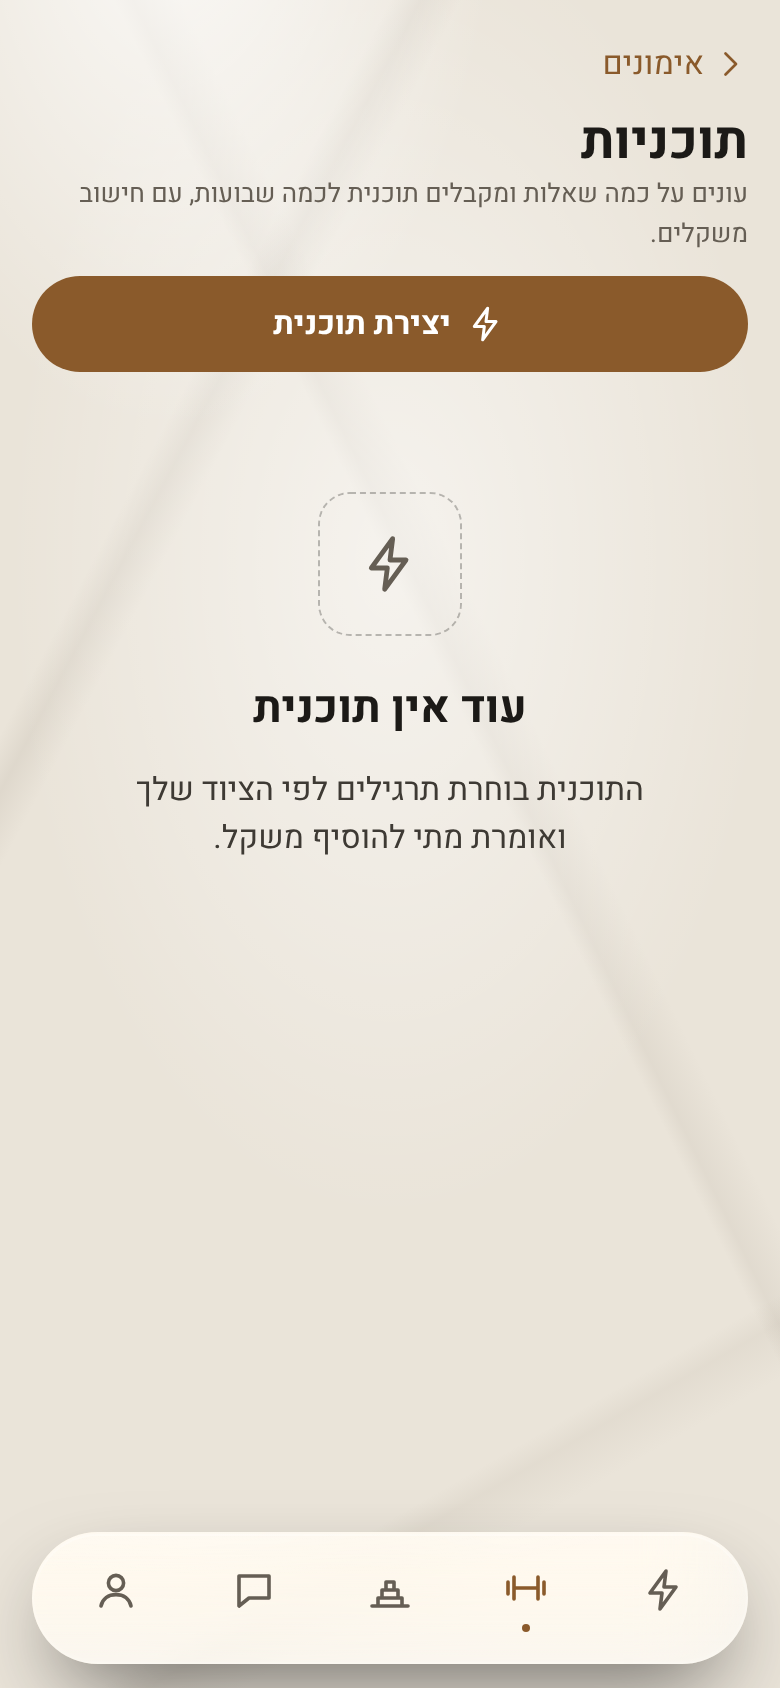 אימונים
תוכניות
עונים על כמה שאלות ומקבלים תוכנית לכמה שבועות, עם חישוב
משקלים.
יצירת תוכנית
עוד אין תוכנית
התוכנית בוחרת תרגילים לפי הציוד שלך
ואומרת מתי להוסיף משקל.